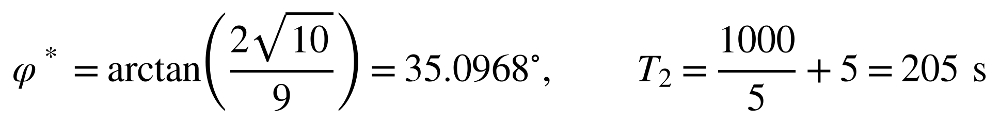 φ* = arctan(2√10/9) = 35.0968°, T₂ = 1000/5 + 5 = 205 s